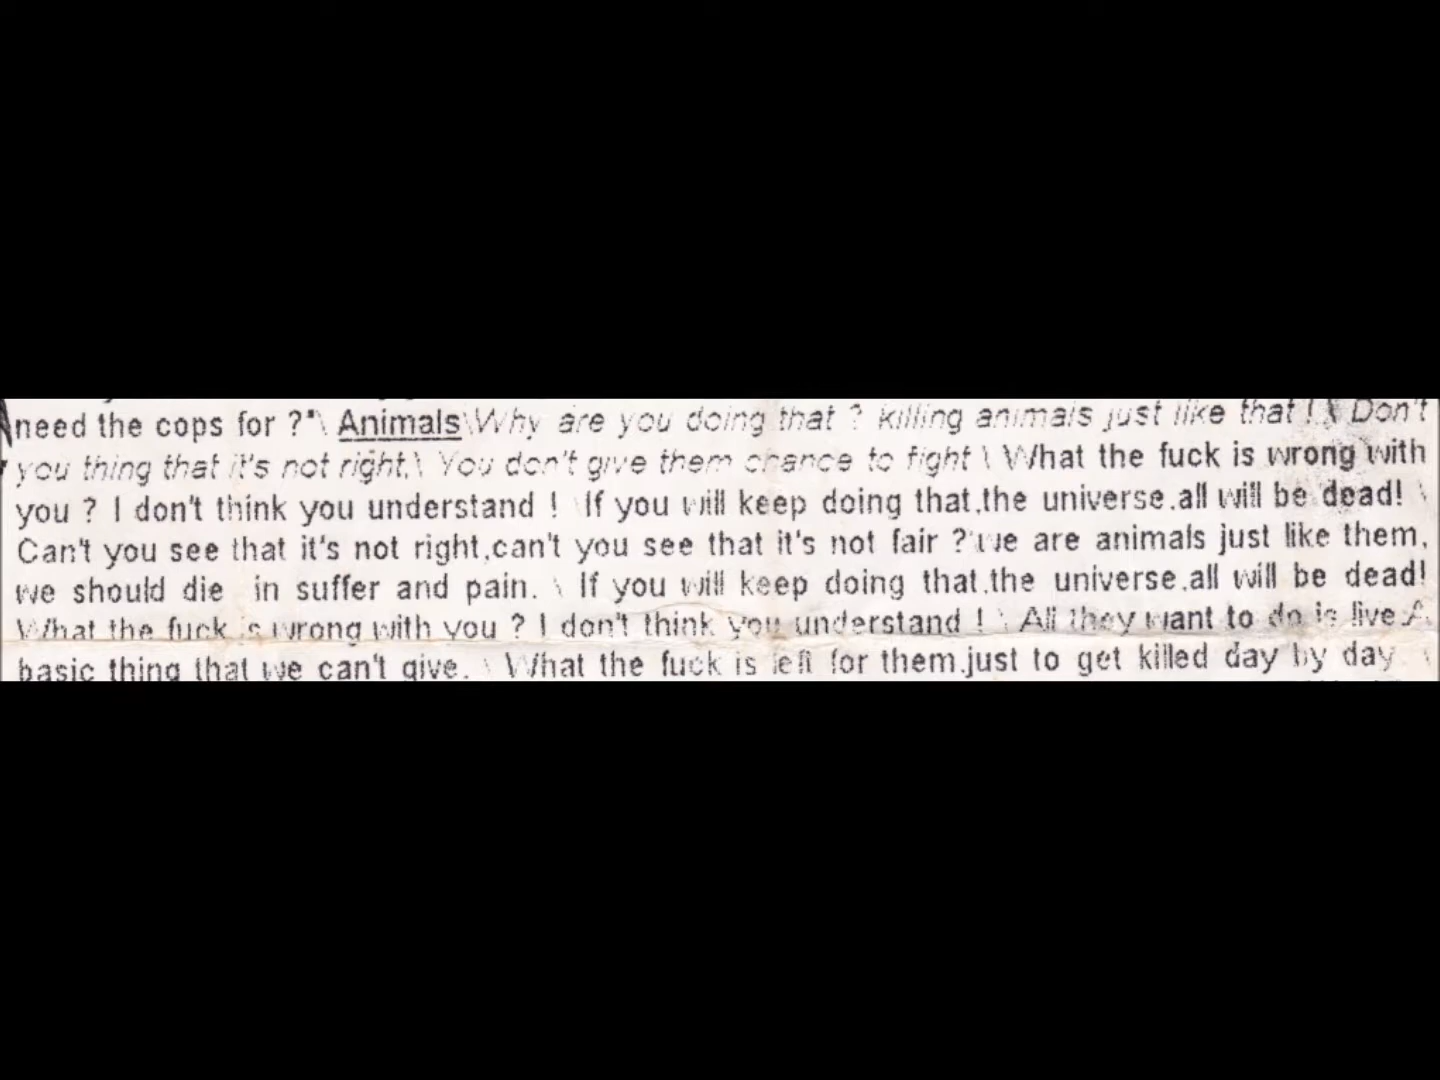 need the cops for ?"\ Animals\Why are you doing that ? killing animals just like that !.\ Don't
you thing that it's not right.\ You don't give them chance to fight \ What the fuck is wrong with
you ? I don't think you understand ! \ If you will keep doing that,the universe,all will be dead! \
Can't you see that it's not right,can't you see that it's not fair ?\we are animals just like them,
we should die in suffer and pain. \ If you will keep doing that,the universe,all will be dead!
What the fuck is wrong with you ? I don't think you understand ! \ All they want to do is live.A
basic thing that we can't give. \ What the fuck is left for them,just to get killed day by day \